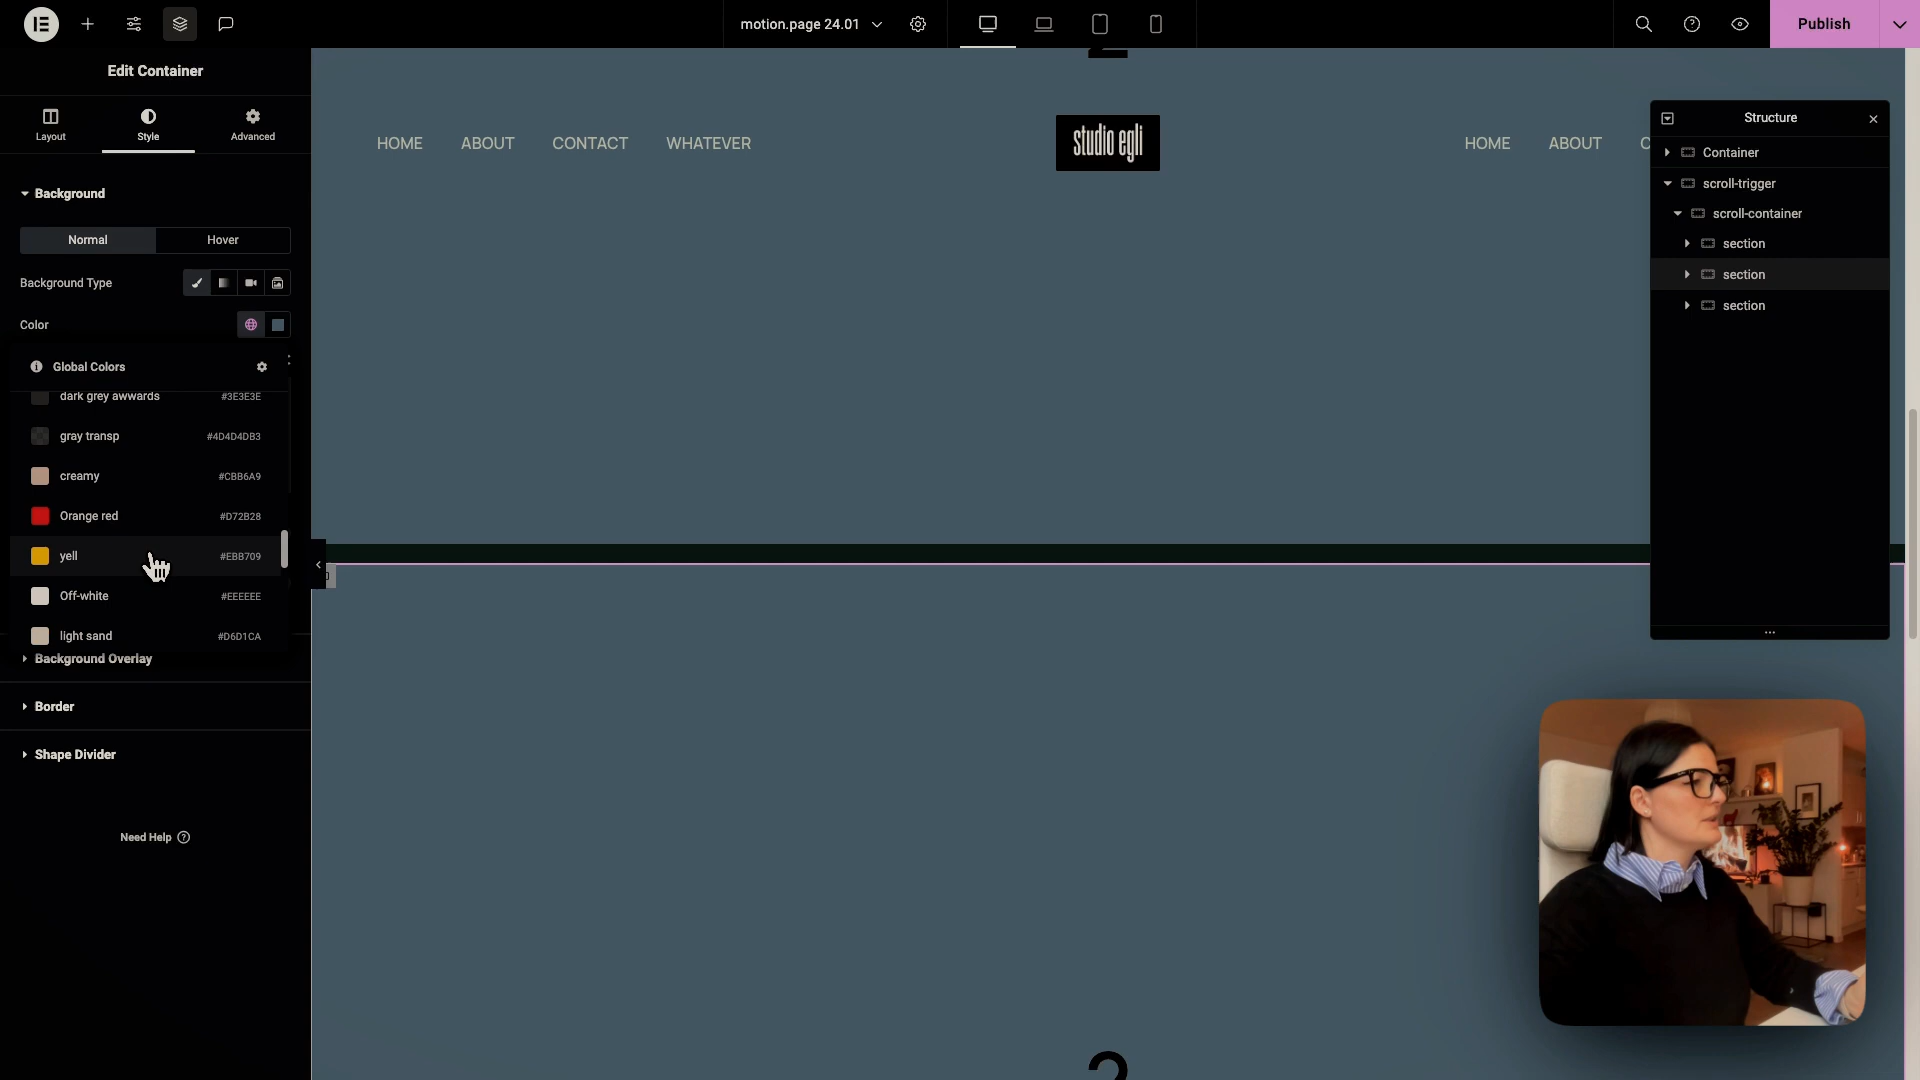 motion.page 24.01
Publish
Edit Container
Layout
Style
Advanced
Background
Normal
Hover
Background Type
Color
Global Colors
dark grey awwards #3E3E3E
gray transp #4D4D4DB3
creamy #CBB6A9
Orange red #D72B28
yell #EBB709
Off-white #EEEEEE
light sand #D6D1CA
Background Overlay
Border
Shape Divider
Need Help ?
HOME ABOUT CONTACT WHATEVER
studio egli
HOME ABOUT C
Structure
Container
scroll-trigger
scroll-container
section
section
section